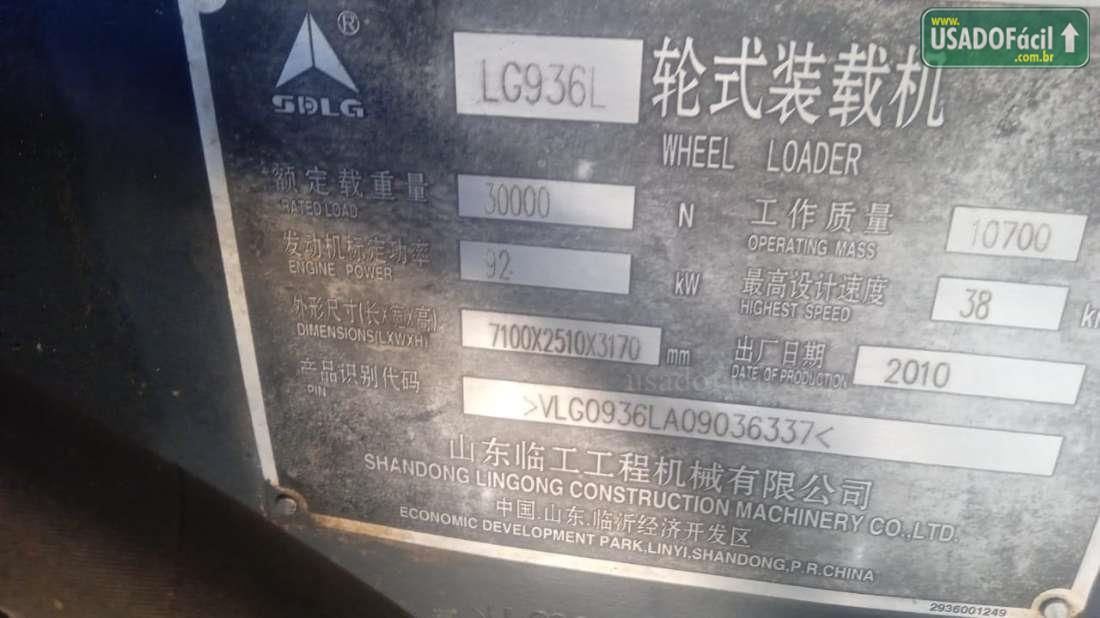 www.
USADOFácil
.com.br
®
SDLG
LG936L
轮式装载机
WHEEL LOADER
额定载重量 30000 N
RATED LOAD
工作质量 10700
OPERATING MASS
发动机标定功率 92 kW
ENGINE POWER
最高设计速度 38
HIGHEST SPEED
外形尺寸(长X宽X高) 7100X2510X3170 mm
DIMENSIONS(LXWXH)
出厂日期 2010
DATE OF PRODUCTION
产品识别代码 >VLG0936LA09036337<
PIN
山东临工工程机械有限公司
SHANDONG LINGONG CONSTRUCTION MACHINERY CO.,LTD.
中国.山东.临沂经济开发区
ECONOMIC DEVELOPMENT PARK,LINYI,SHANDONG,P.R.CHINA
2936001249